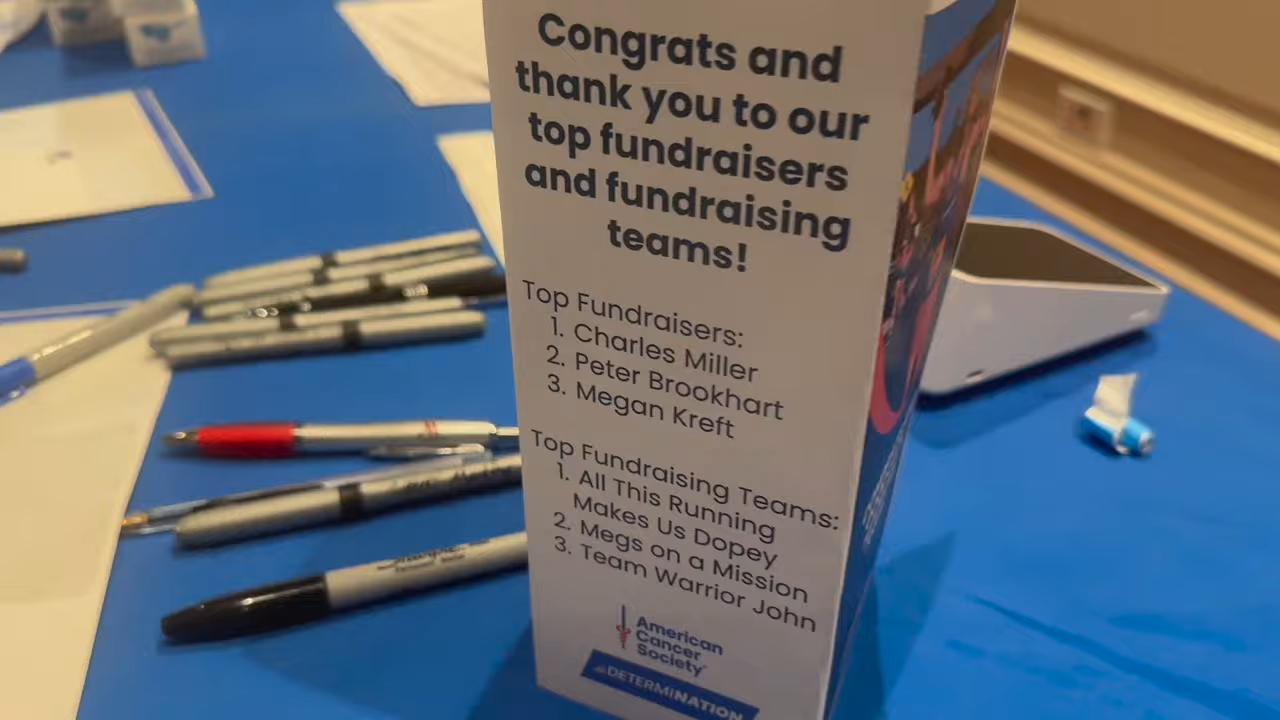 Congrats and
thank you to our
top fundraisers
and fundraising
teams!
Top Fundraisers:
1. Charles Miller
2. Peter Brookhart
3. Megan Kreft
Top Fundraising Teams:
1. All This Running
Makes Us Dopey
2. Megs on a Mission
3. Team Warrior John
American
Cancer
Society
DETERMINATION
Sharpie